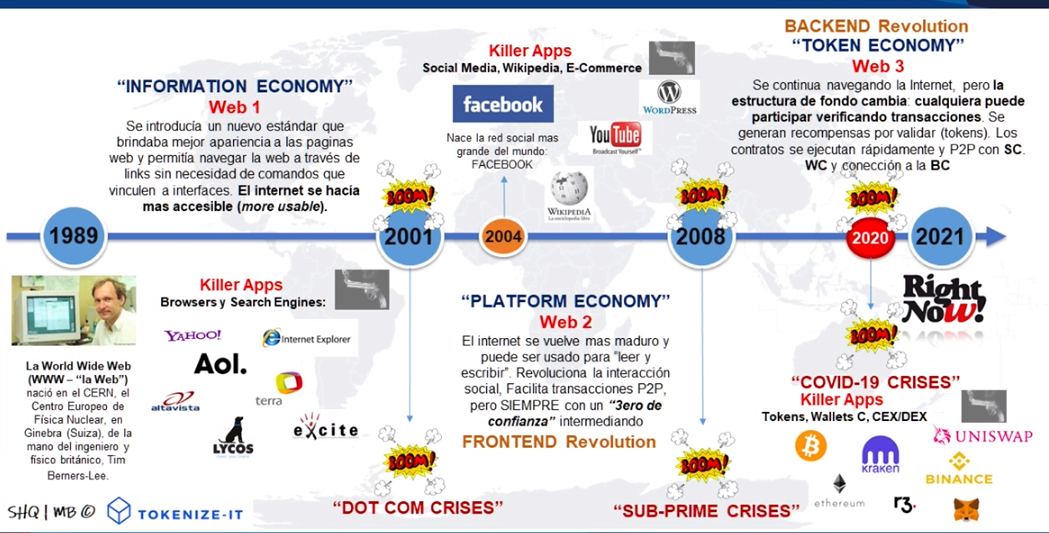 “INFORMATION ECONOMY”
Web 1
Se introducía un nuevo estándar que
brindaba mejor apariencia a las paginas
web y permitía navegar la web a través de
links sin necesidad de comandos que
vinculen a interfaces. El internet se hacía
mas accesible (more usable).
Killer Apps
Social Media, Wikipedia, E-Commerce
facebook
WORDPRESS
Nace la red social mas
grande del mundo:
FACEBOOK
YouTube
Broadcast Yourself™
WIKIPEDIA
La enciclopedia libre
BACKEND Revolution
“TOKEN ECONOMY”
Web 3
Se continua navegando la Internet, pero la
estructura de fondo cambia: cualquiera puede
participar verificando transacciones. Se
generan recompensas por validar (tokens). Los
contratos se ejecutan rápidamente y P2P con SC.
WC y conección a la BC
BOOM!
BOOM!
BOOM!
1989
2001
2004
2008
2020
2021
La World Wide Web
(WWW – “la Web”)
nació en el CERN, el
Centro Europeo de
Física Nuclear, en
Ginebra (Suiza), de la
mano del ingeniero y
físico británico, Tim
Berners-Lee.
Killer Apps
Browsers y Search Engines:
YAHOO!
Internet Explorer
Aol.
altavista
terra
LYCOS
excite
BOOM!
“DOT COM CRISES”
“PLATFORM ECONOMY”
Web 2
El internet se vuelve mas maduro y
puede ser usado para “leer y
escribir”. Revoluciona la interacción
social, Facilita transacciones P2P,
pero SIEMPRE con un “3ero de
confianza” intermediando
FRONTEND Revolution
BOOM!
“SUB-PRIME CRISES”
Right
Now!
BOOM!
“COVID-19 CRISES”
Killer Apps
Tokens, Wallets C, CEX/DEX
UNISWAP
kraken
BINANCE
ethereum
r3.
SHQ | MB ©
TOKENIZE-IT